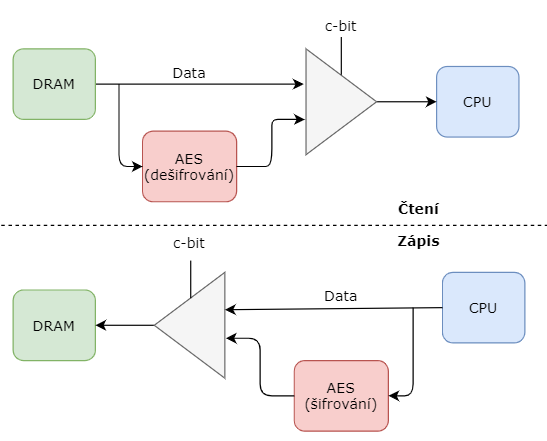 c-bit
DRAM
Data
CPU
AES
(dešifrování)
Čtení
Zápis
c-bit
DRAM
Data
CPU
AES
(šifrování)